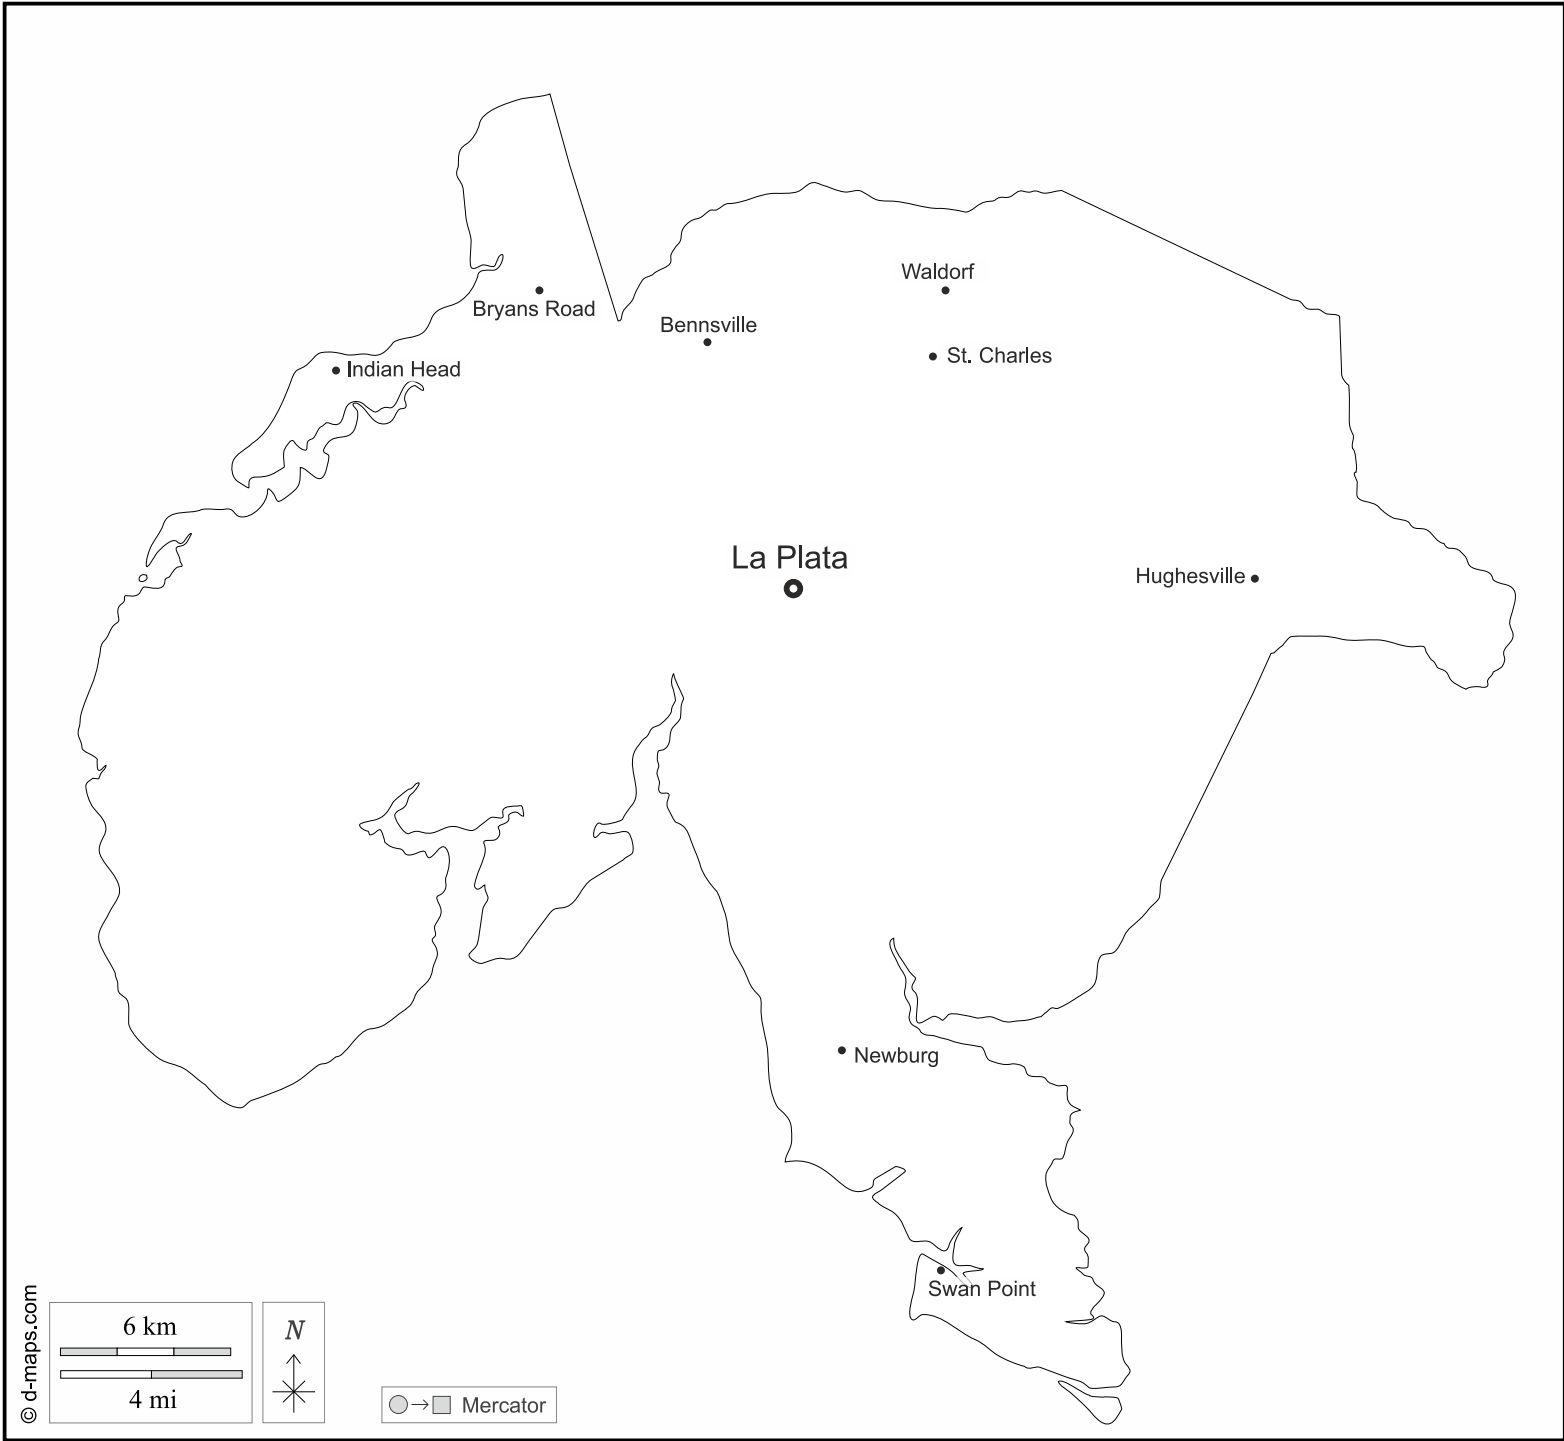 Waldorf
Bryans Road
Bennsville
St. Charles
Indian Head
La Plata
Hughesville
Newburg
Swan Point
© d-maps.com
6 km
4 mi
N
Mercator